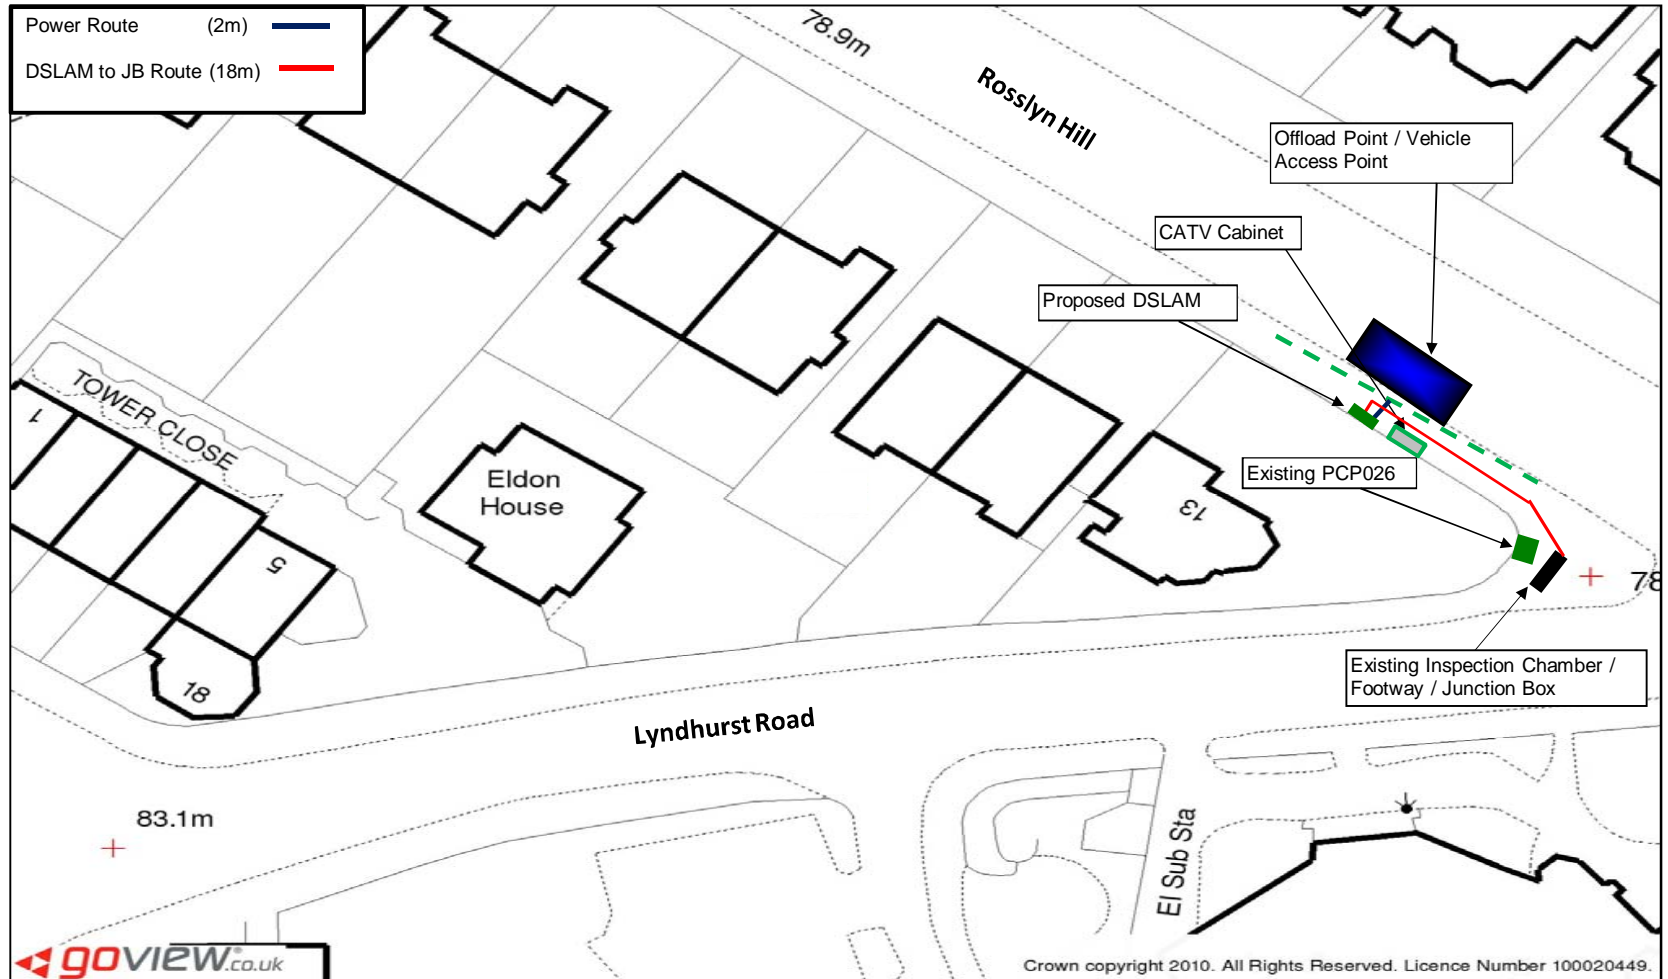 Power Route (2m)
DSLAM to JB Route (18m)
78.9m
Rosslyn Hill
Offload Point / Vehicle
Access Point
CATV Cabinet
Proposed DSLAM
TOWER CLOSE
1
Eldon
House
Existing PCP026
13
5
78
18
Existing Inspection Chamber /
Footway / Junction Box
Lyndhurst Road
83.1m
El Sub Sta
goview.co.uk
Crown copyright 2010. All Rights Reserved. Licence Number 100020449.